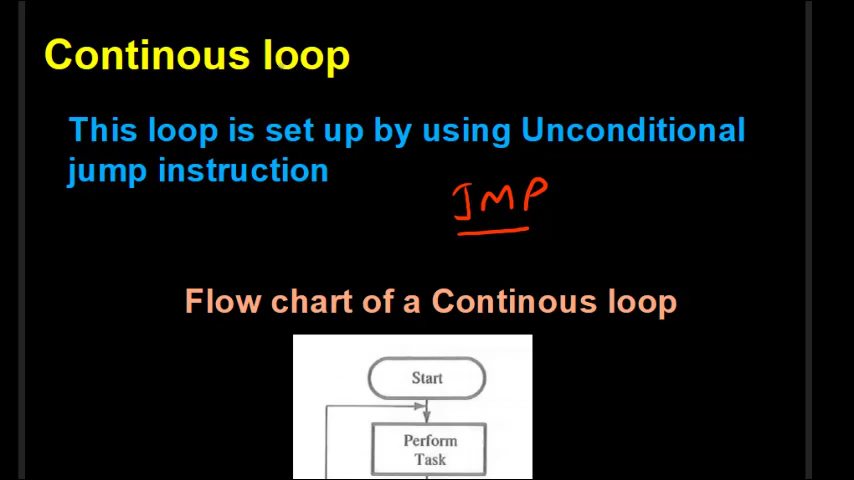 Continous loop
This loop is set up by using Unconditional
jump instruction
JMP
Flow chart of a Continous loop
Start
Perform
Task